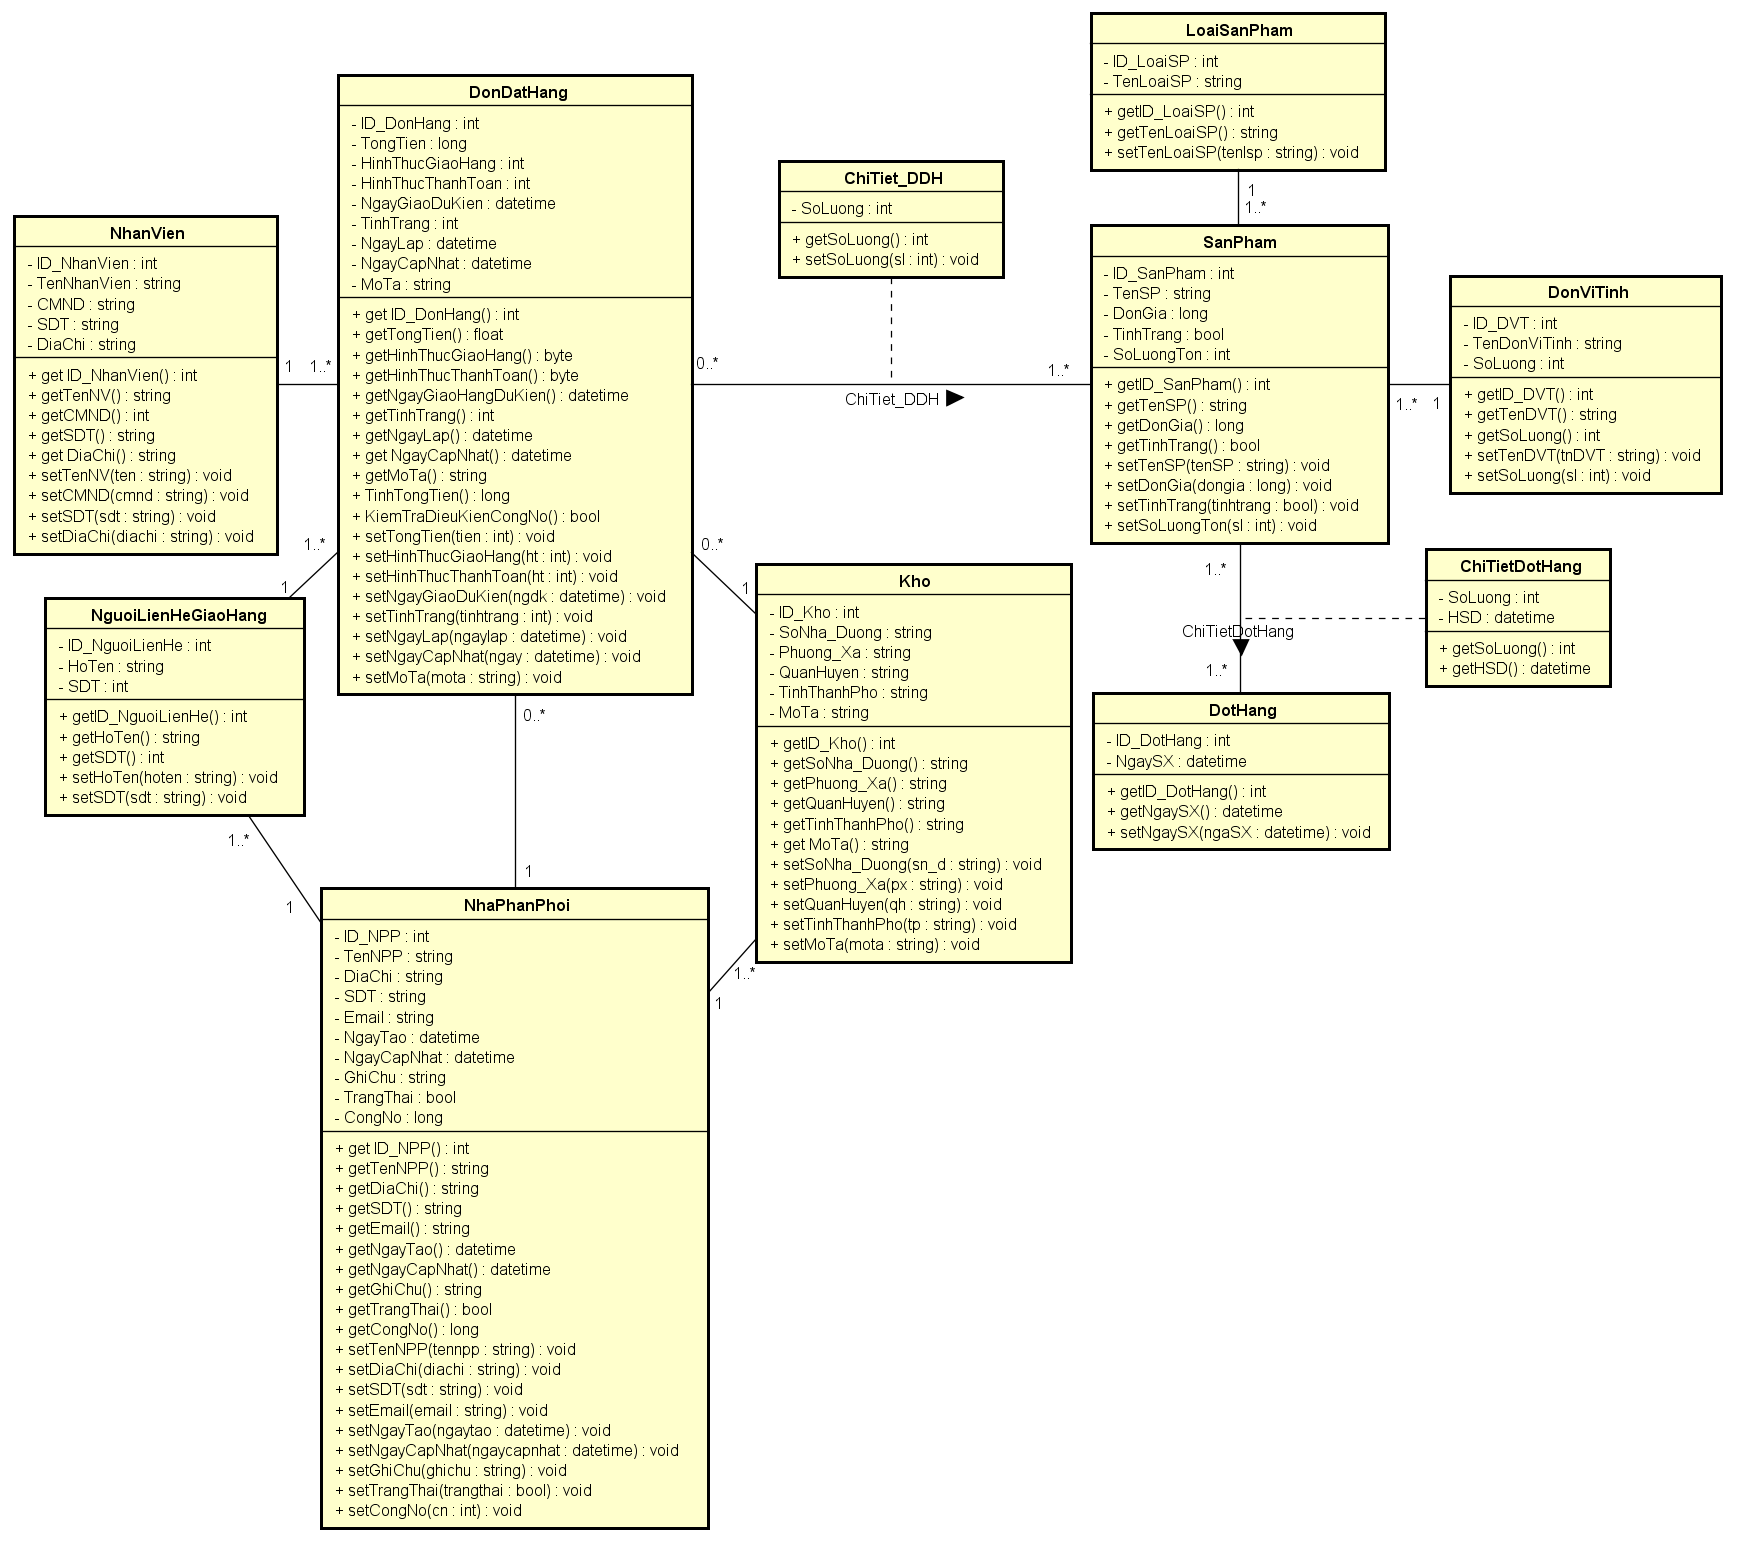 LoaiSanPham
- ID_LoaiSP : int
- TenLoaiSP : string
+ getID_LoaiSP() : int
+ getTenLoaiSP() : string
+ setTenLoaiSP(tenlsp : string) : void
DonDatHang
- ID_DonHang : int
- TongTien : long
- HinhThucGiaoHang : int
- HinhThucThanhToan : int
- NgayGiaoDuKien : datetime
- TinhTrang : int
- NgayLap : datetime
- NgayCapNhat : datetime
- MoTa : string
+ get ID_DonHang() : int
+ getTongTien() : float
+ getHinhThucGiaoHang() : byte
+ getHinhThucThanhToan() : byte
+ getNgayGiaoHangDuKien() : datetime
+ getTinhTrang() : int
+ getNgayLap() : datetime
+ get NgayCapNhat() : datetime
+ getMoTa() : string
+ TinhTongTien() : long
+ KiemTraDieuKienCongNo() : bool
+ setTongTien(tien : int) : void
+ setHinhThucGiaoHang(ht : int) : void
+ setHinhThucThanhToan(ht : int) : void
+ setNgayGiaoDuKien(ngdk : datetime) : void
+ setTinhTrang(tinhtrang : int) : void
+ setNgayLap(ngaylap : datetime) : void
+ setNgayCapNhat(ngay : datetime) : void
+ setMoTa(mota : string) : void
ChiTiet_DDH
- SoLuong : int
+ getSoLuong() : int
+ setSoLuong(sl : int) : void
1
1..*
NhanVien
- ID_NhanVien : int
- TenNhanVien : string
- CMND : string
- SDT : string
- DiaChi : string
+ get ID_NhanVien() : int
+ getTenNV() : string
+ getCMND() : int
+ getSDT() : string
+ get DiaChi() : string
+ setTenNV(ten : string) : void
+ setCMND(cmnd : string) : void
+ setSDT(sdt : string) : void
+ setDiaChi(diachi : string) : void
SanPham
- ID_SanPham : int
- TenSP : string
- DonGia : long
- TinhTrang : bool
- SoLuongTon : int
+ getID_SanPham() : int
+ getTenSP() : string
+ getDonGia() : long
+ getTinhTrang() : bool
+ setTenSP(tenSP : string) : void
+ setDonGia(dongia : long) : void
+ setTinhTrang(tinhtrang : bool) : void
+ setSoLuongTon(sl : int) : void
DonViTinh
- ID_DVT : int
- TenDonViTinh : string
- SoLuong : int
+ getID_DVT() : int
+ getTenDVT() : string
+ getSoLuong() : int
+ setTenDVT(tnDVT : string) : void
+ setSoLuong(sl : int) : void
1 1..*
0..* 1..*
ChiTiet_DDH
1..* 1
1..*
1
0..*
1
NguoiLienHeGiaoHang
- ID_NguoiLienHe : int
- HoTen : string
- SDT : int
+ getID_NguoiLienHe() : int
+ getHoTen() : string
+ getSDT() : int
+ setHoTen(hoten : string) : void
+ setSDT(sdt : string) : void
Kho
- ID_Kho : int
- SoNha_Duong : string
- Phuong_Xa : string
- QuanHuyen : string
- TinhThanhPho : string
- MoTa : string
+ getID_Kho() : int
+ getSoNha_Duong() : string
+ getPhuong_Xa() : string
+ getQuanHuyen() : string
+ getTinhThanhPho() : string
+ get MoTa() : string
+ setSoNha_Duong(sn_d : string) : void
+ setPhuong_Xa(px : string) : void
+ setQuanHuyen(qh : string) : void
+ setTinhThanhPho(tp : string) : void
+ setMoTa(mota : string) : void
1..*
ChiTietDotHang
1..*
ChiTietDotHang
- SoLuong : int
- HSD : datetime
+ getSoLuong() : int
+ getHSD() : datetime
DotHang
- ID_DotHang : int
- NgaySX : datetime
+ getID_DotHang() : int
+ getNgaySX() : datetime
+ setNgaySX(ngaSX : datetime) : void
0..*
1
1..*
1
1..*
1
NhaPhanPhoi
- ID_NPP : int
- TenNPP : string
- DiaChi : string
- SDT : string
- Email : string
- NgayTao : datetime
- NgayCapNhat : datetime
- GhiChu : string
- TrangThai : bool
- CongNo : long
+ get ID_NPP() : int
+ getTenNPP() : string
+ getDiaChi() : string
+ getSDT() : string
+ getEmail() : string
+ getNgayTao() : datetime
+ getNgayCapNhat() : datetime
+ getGhiChu() : string
+ getTrangThai() : bool
+ getCongNo() : long
+ setTenNPP(tennpp : string) : void
+ setDiaChi(diachi : string) : void
+ setSDT(sdt : string) : void
+ setEmail(email : string) : void
+ setNgayTao(ngaytao : datetime) : void
+ setNgayCapNhat(ngaycapnhat : datetime) : void
+ setGhiChu(ghichu : string) : void
+ setTrangThai(trangthai : bool) : void
+ setCongNo(cn : int) : void